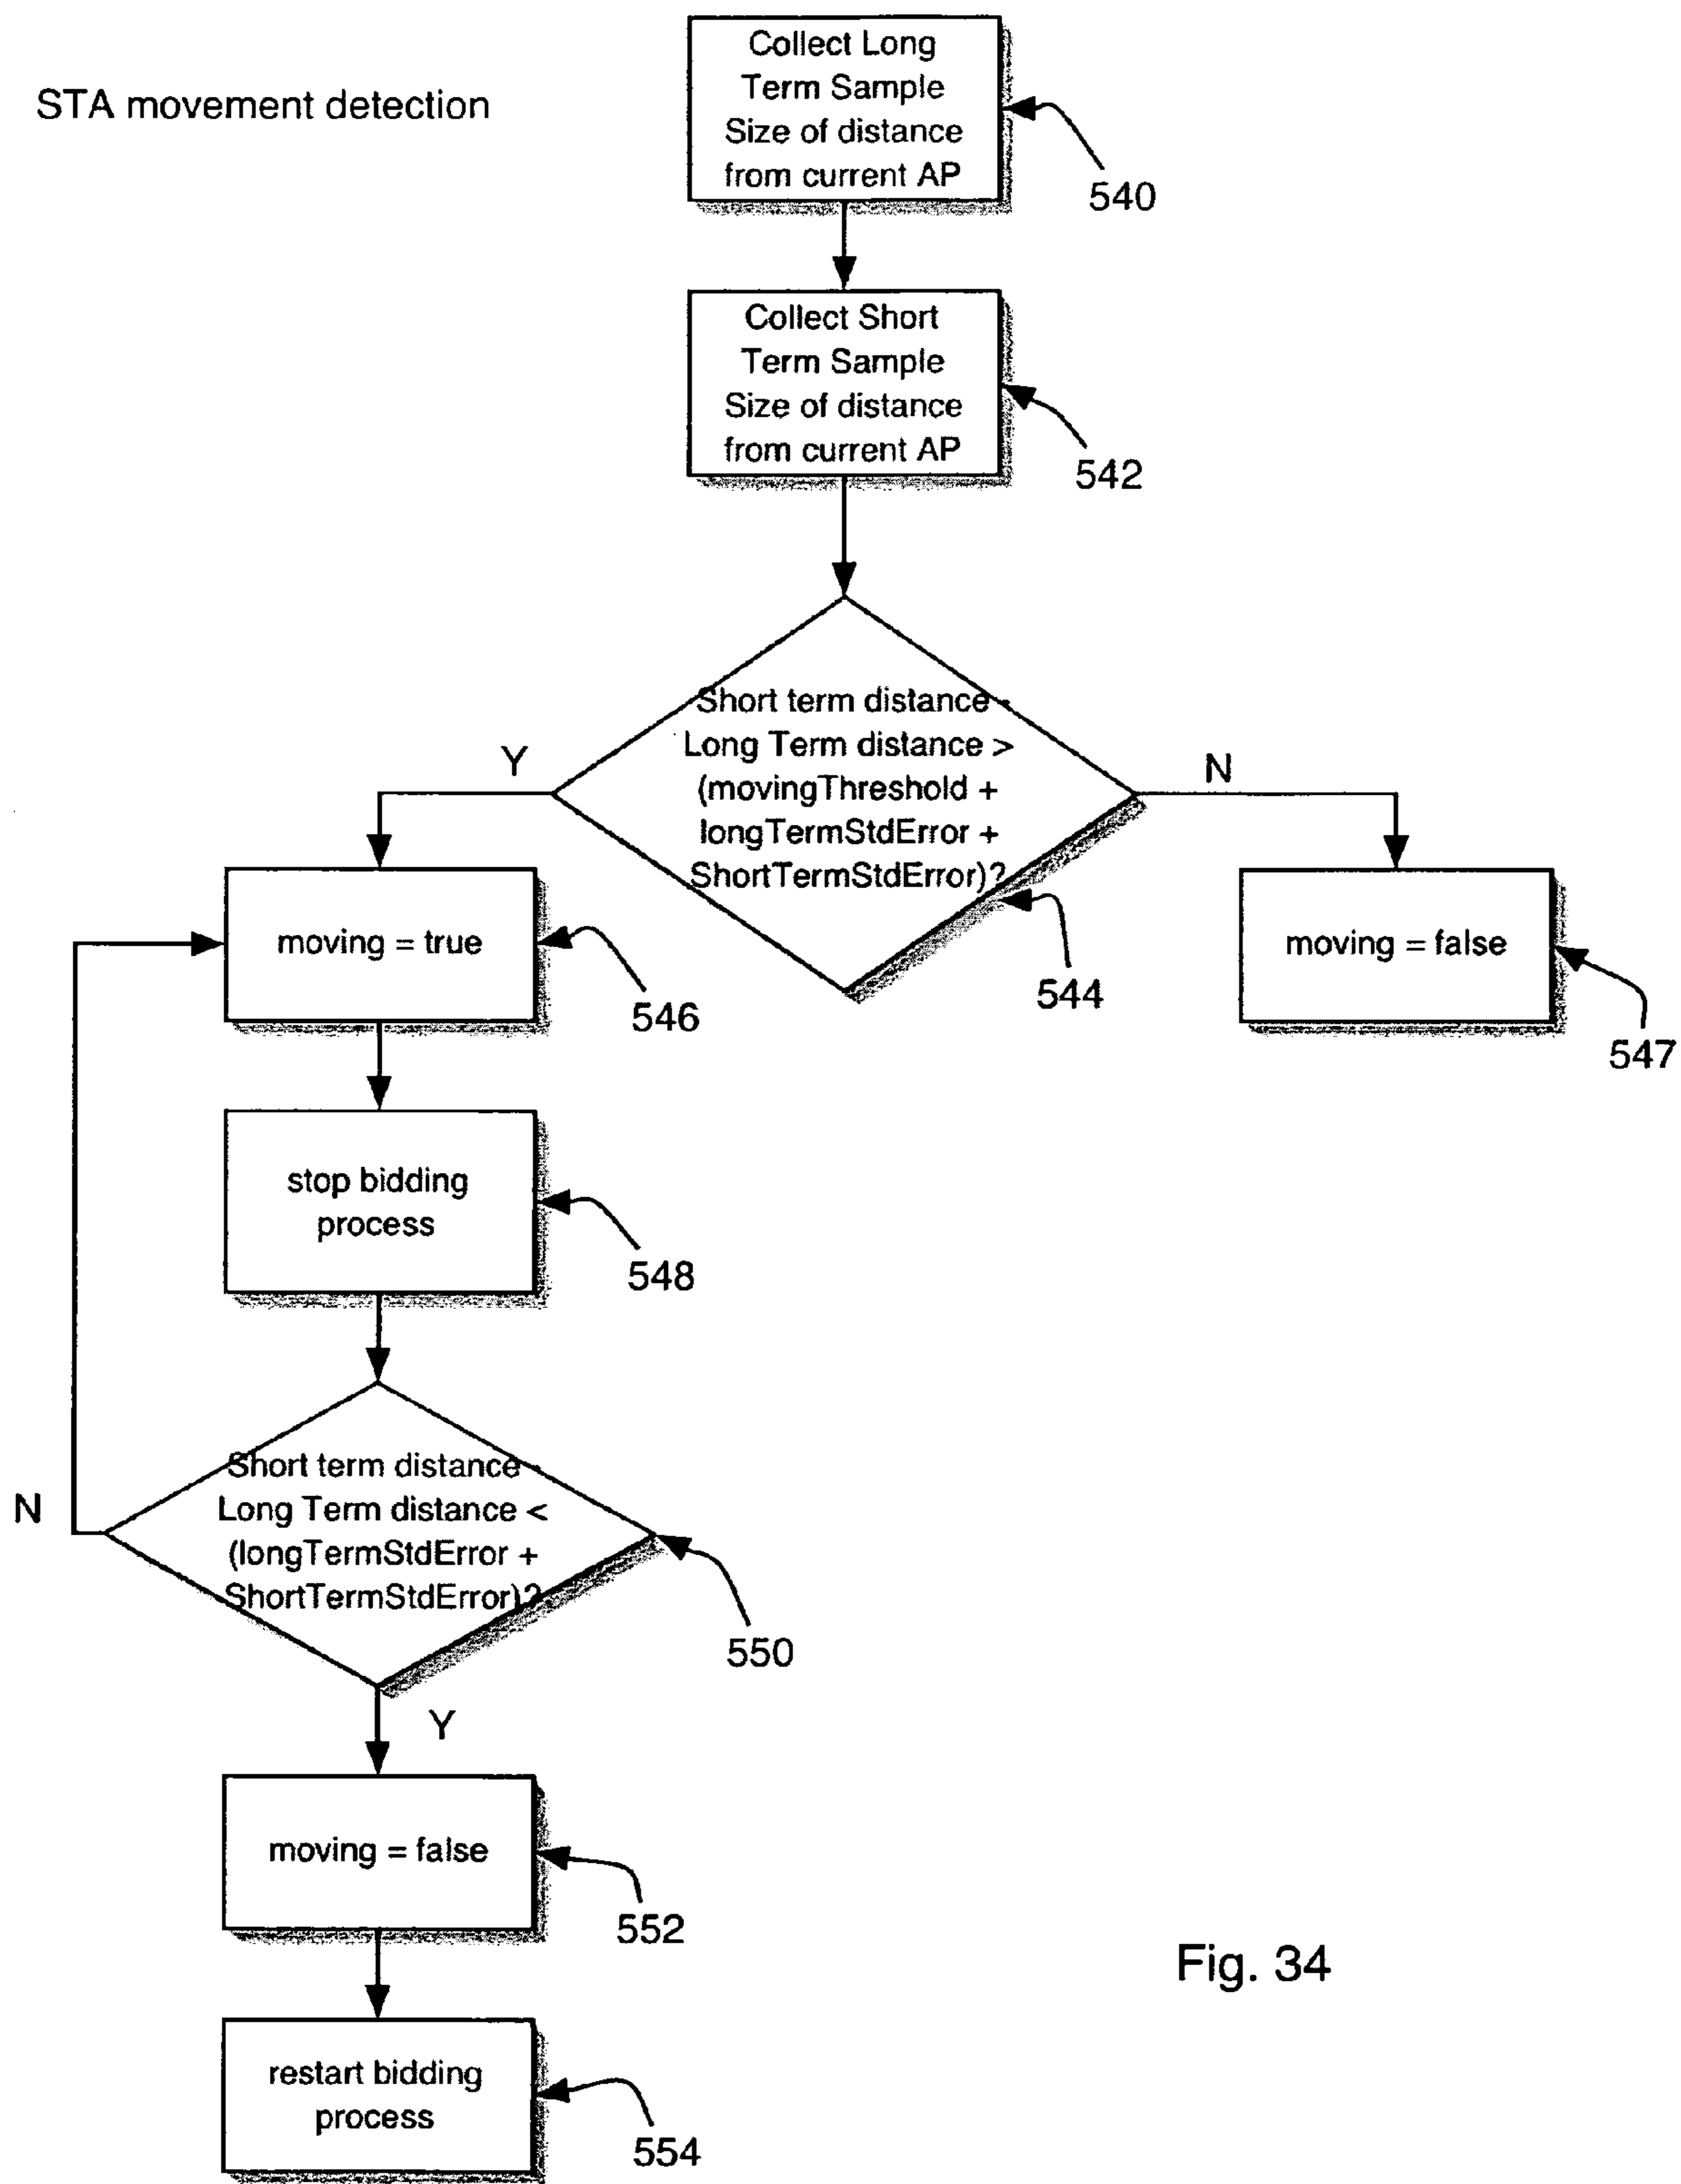 Collect Long
Term Sample
Size of distance
from current AP
STA movement detection
540
Collect Short
Term Sample
Size of distance
from current AP
542
Short term distance -
Long Term distance >
(movingThreshold +
longTermStdError +
ShortTermStdError)?
Y
N
544
moving = true
546
moving = false
547
stop bidding
process
548
Short term distance -
Long Term distance <
(longTermStdError +
ShortTermStdError)?
N
550
Y
moving = false
552
restart bidding
process
554
Fig. 34